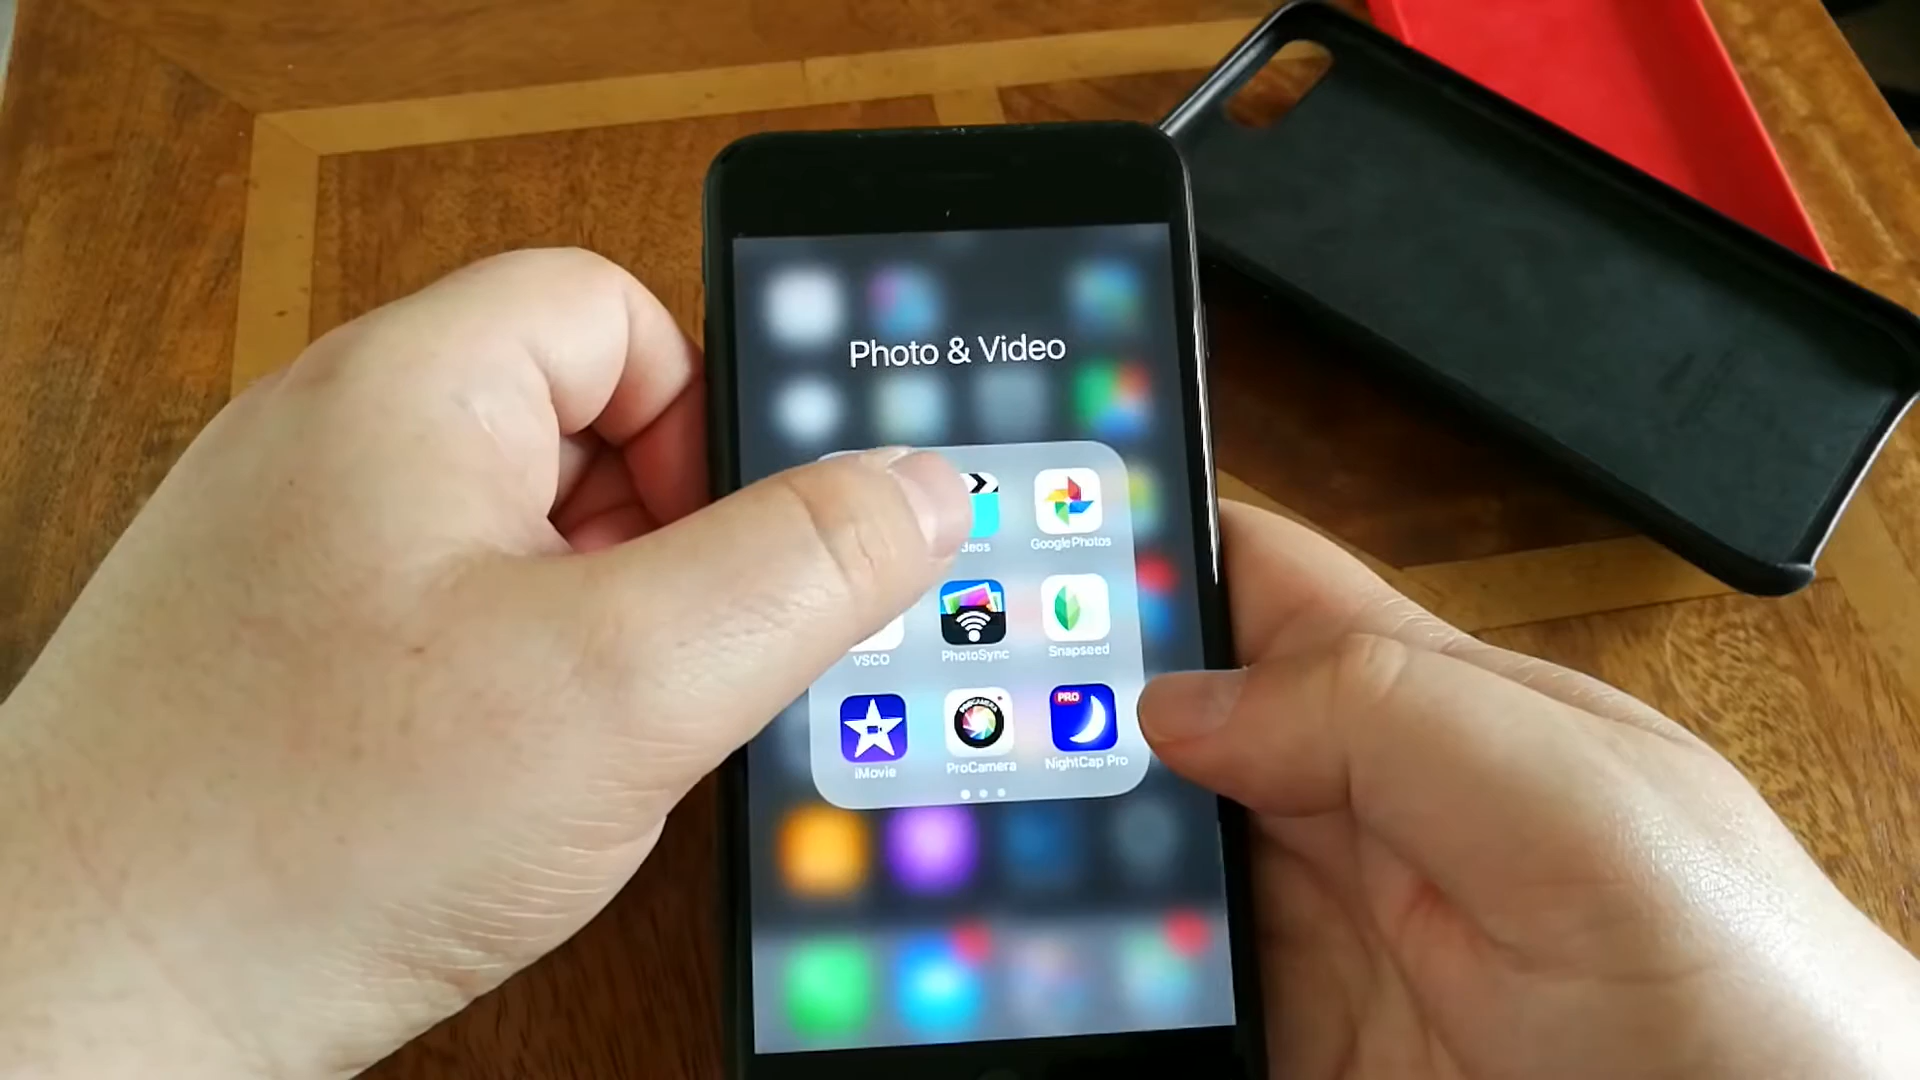 Photo & Video
deos
Google Photos
VSCO
PhotoSync
Snapseed
PRO
iMovie
ProCamera
NightCap Pro